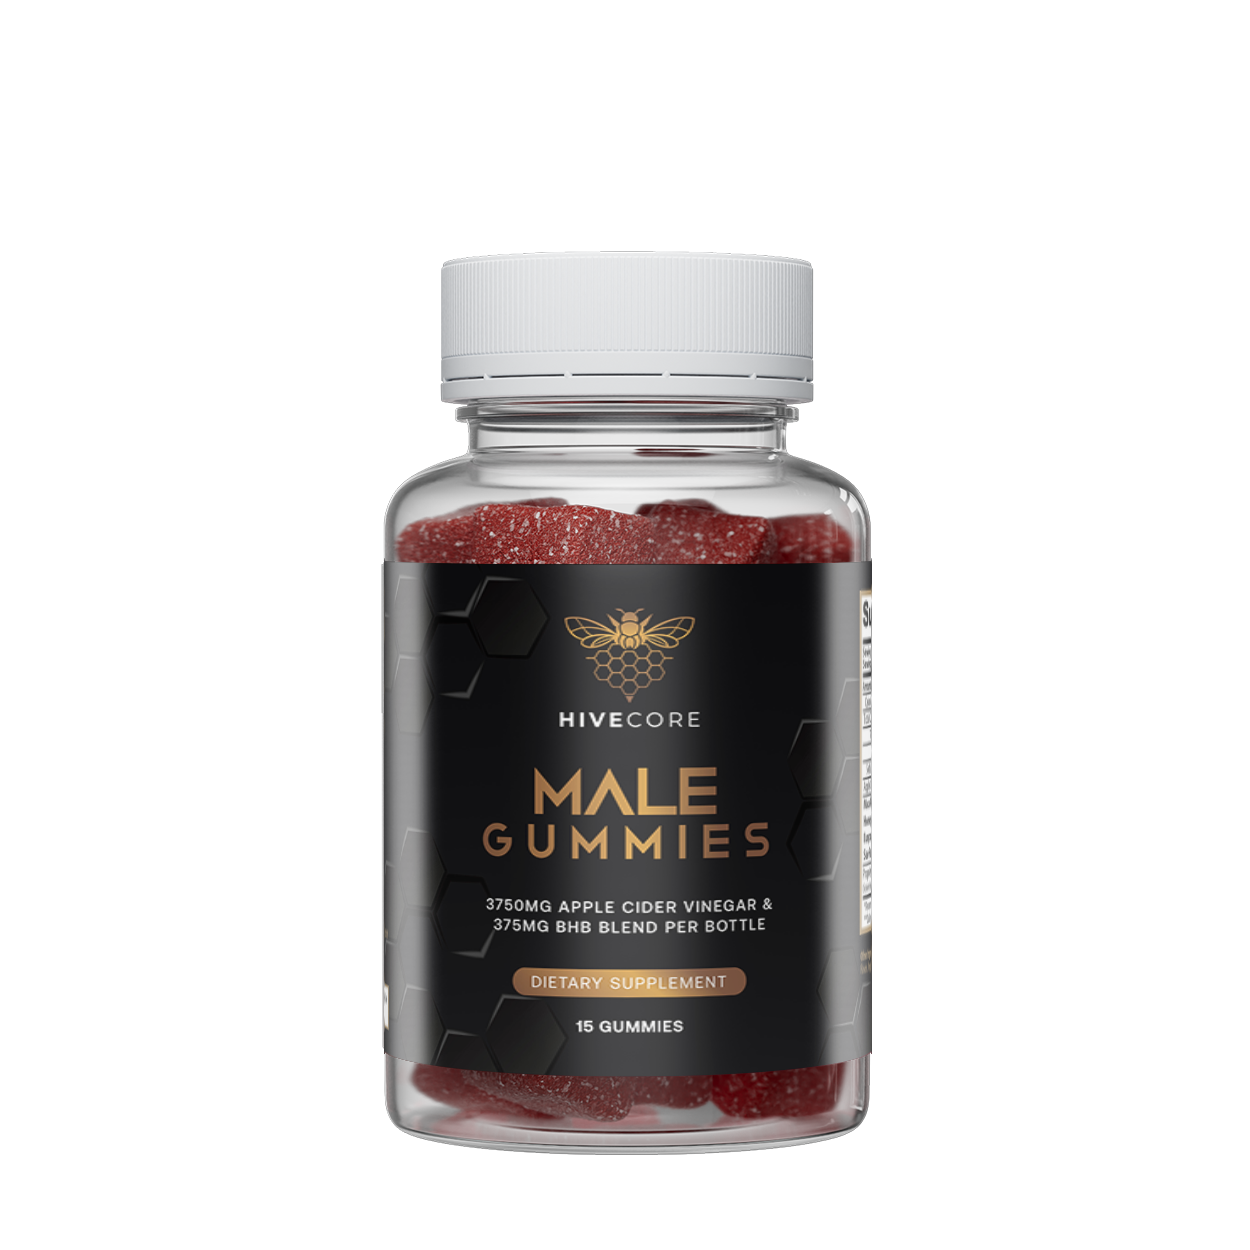 HIVECORE
MALE
GUMMIES
3750MG APPLE CIDER VINEGAR &
375MG BHB BLEND PER BOTTLE
DIETARY SUPPLEMENT
15 GUMMIES